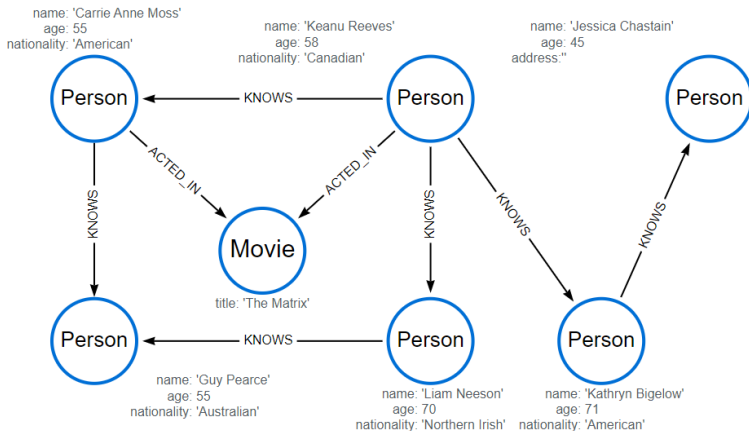 name: 'Carrie Anne Moss'
age: 55
nationality: 'American'
name: 'Keanu Reeves'
age: 58
nationality: 'Canadian'
name: 'Jessica Chastain'
age: 45
address:''
Person
KNOWS
Person
Person
ACTED_IN
ACTED_IN
KNOWS
KNOWS
KNOWS
KNOWS
Movie
title: 'The Matrix'
Person
KNOWS
Person
Person
name: 'Guy Pearce'
age: 55
nationality: 'Australian'
name: 'Liam Neeson'
age: 70
nationality: 'Northern Irish'
name: 'Kathryn Bigelow'
age: 71
nationality: 'American'